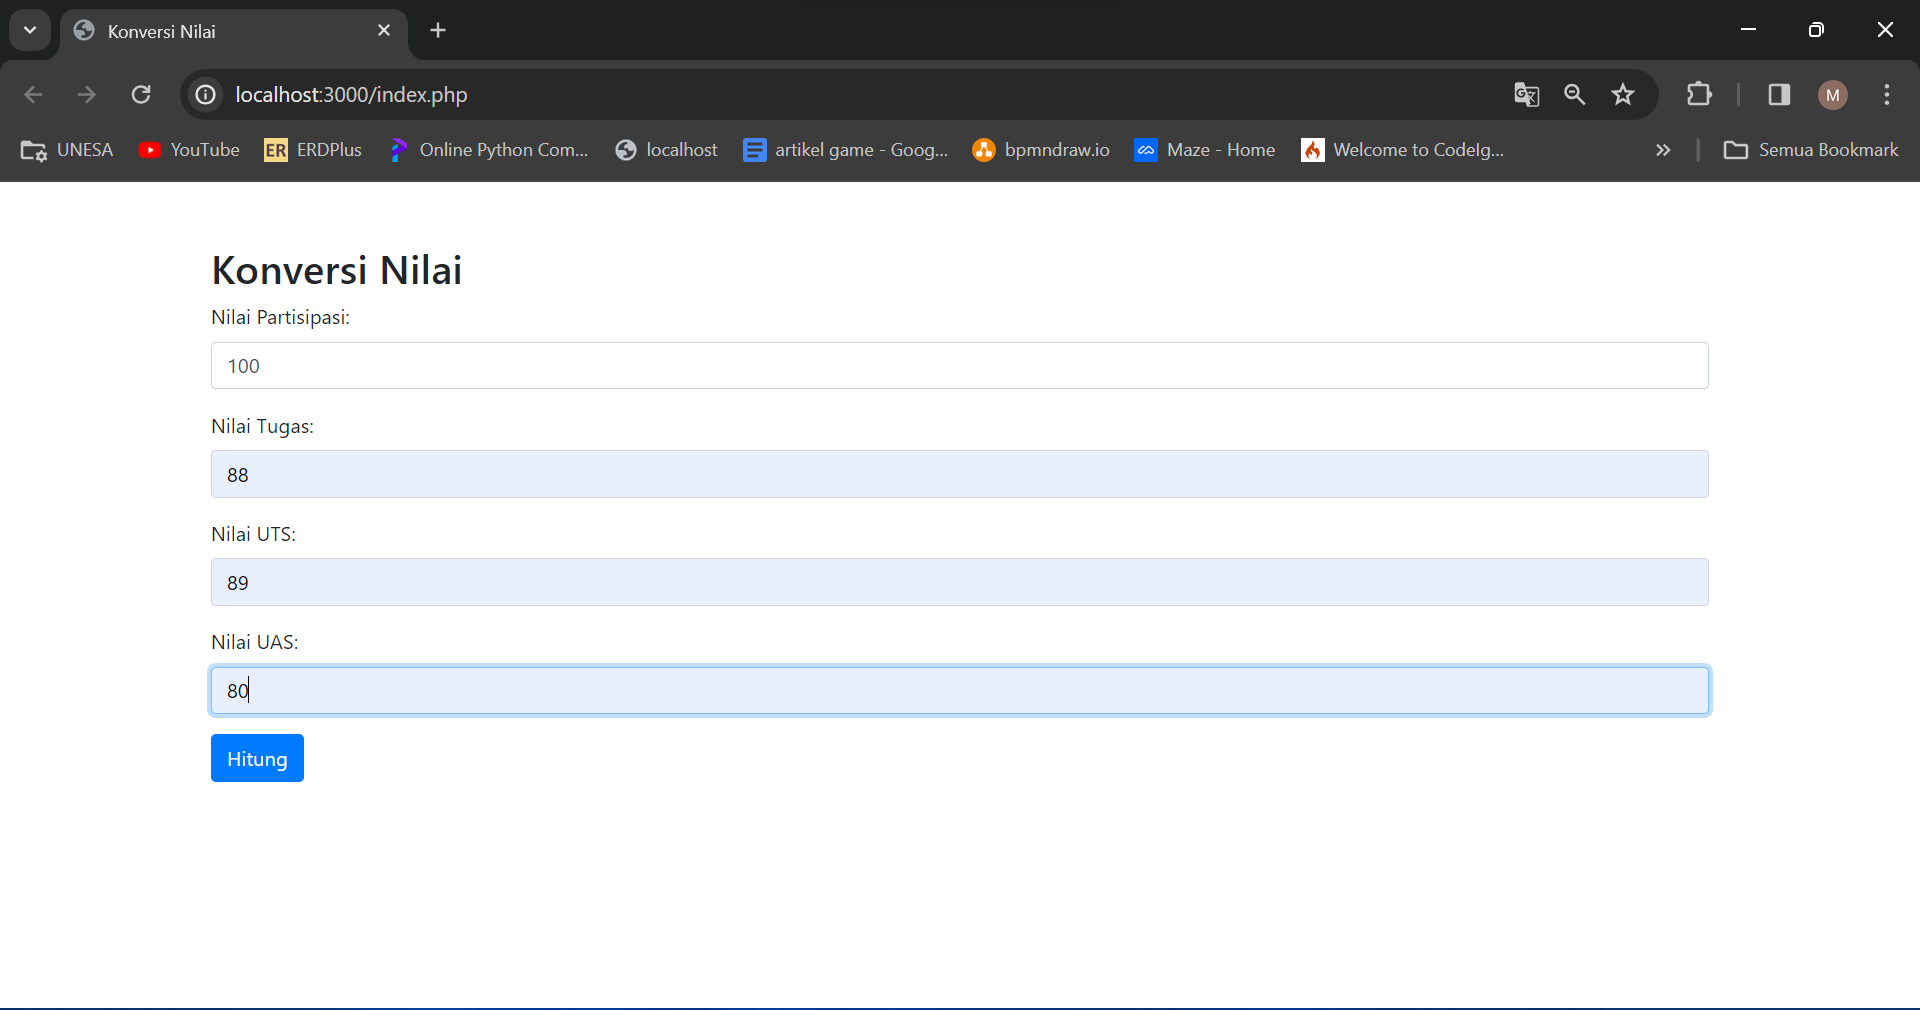 Konversi Nilai
localhost:3000/index.php
M
UNESA
YouTube
ER ERDPlus
Online Python Com...
localhost
artikel game - Goog...
bpmndraw.io
Maze - Home
Welcome to CodeIg...
Semua Bookmark
Konversi Nilai
Nilai Partisipasi:
100
Nilai Tugas:
88
Nilai UTS:
89
Nilai UAS:
80
Hitung